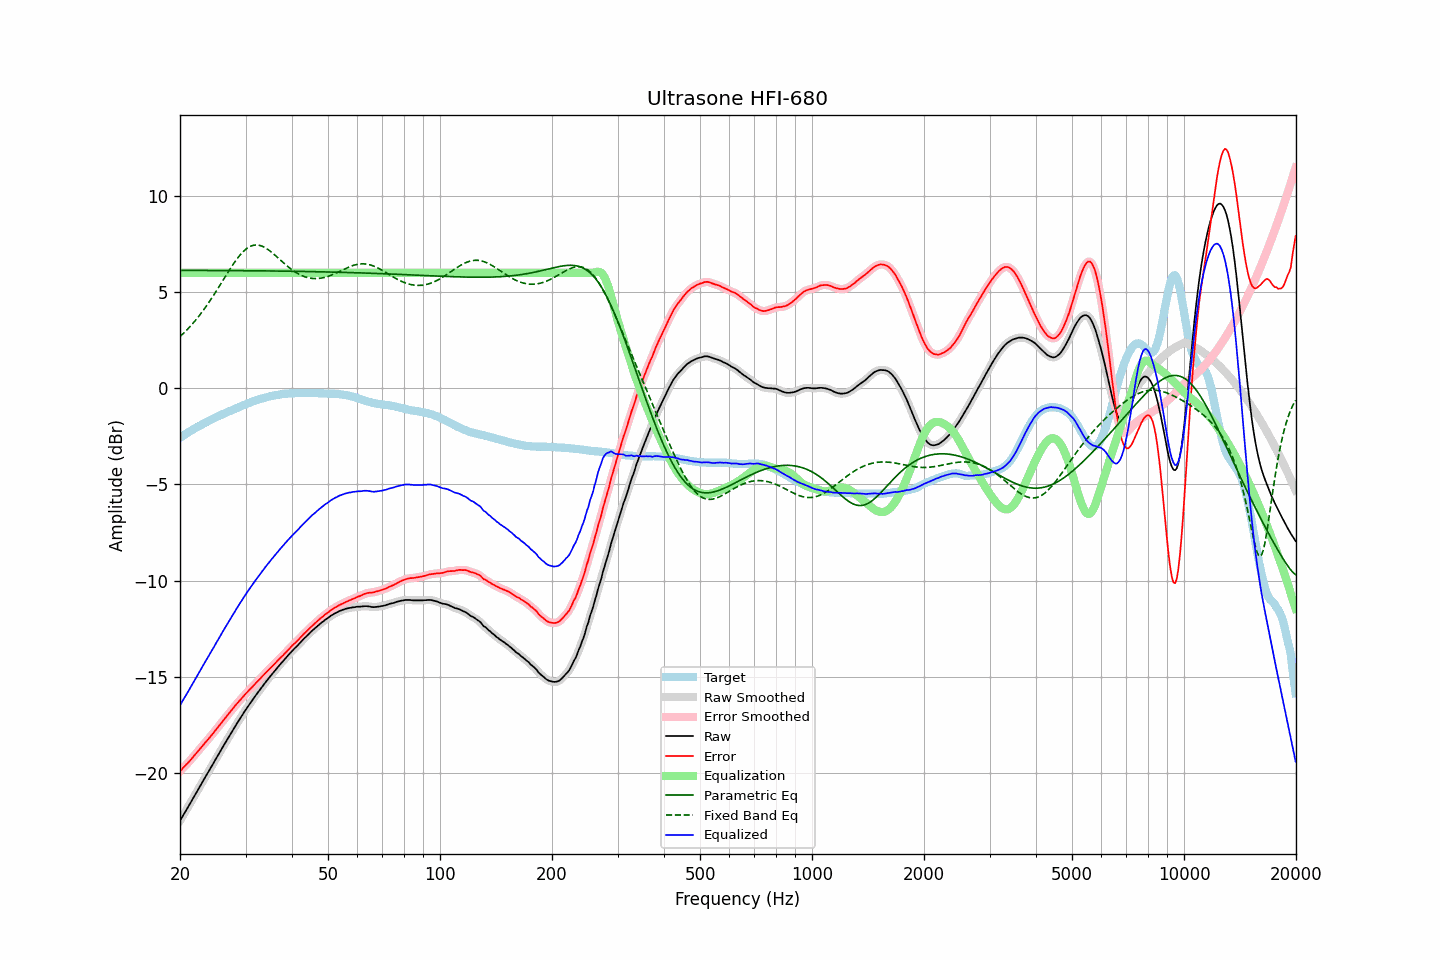 Ultrasone HFI-680
Amplitude (dBr)
10
5
0
−5
−10
−15
−20
20
50
100
200
500
1000
2000
5000
10000
20000
Frequency (Hz)
Target
Raw Smoothed
Error Smoothed
Raw
Error
Equalization
Parametric Eq
Fixed Band Eq
Equalized